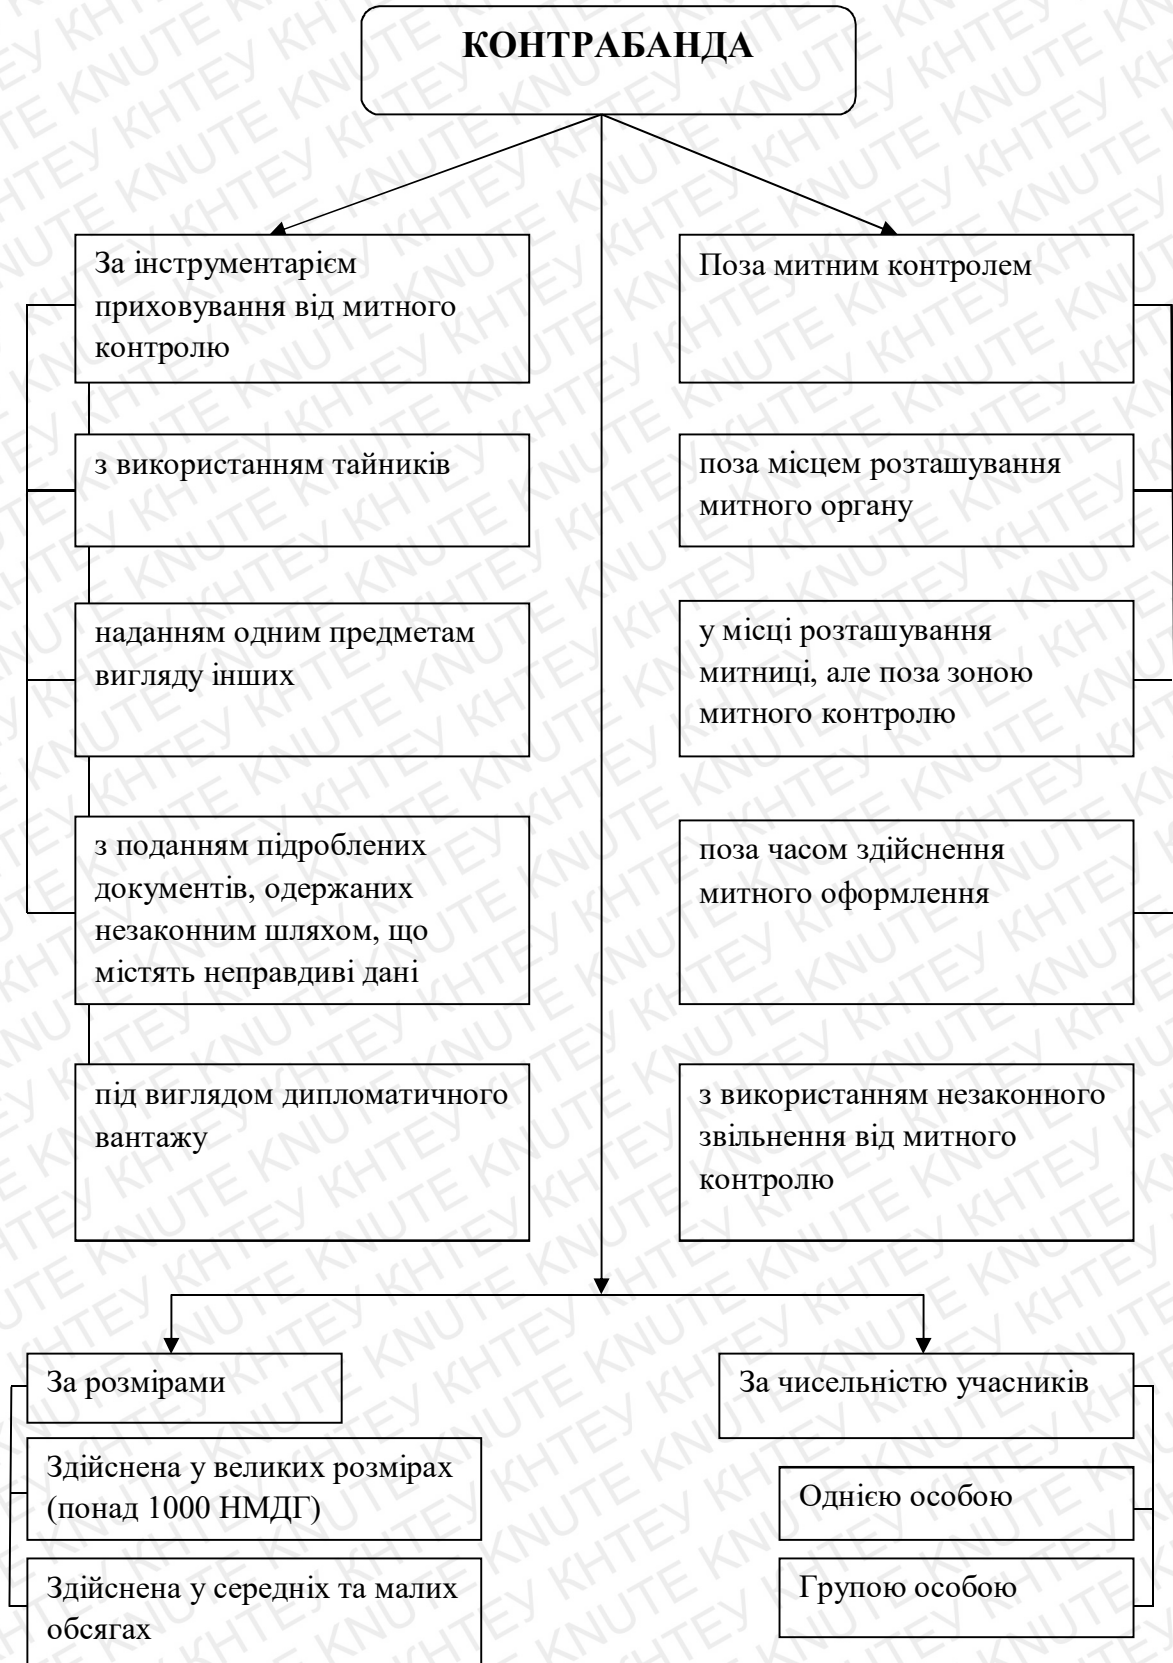 КОНТРАБАНДА
За інструментарієм
приховування від митного
контролю
з використанням тайників
наданням одним предметам
вигляду інших
з поданням підроблених
документів, одержаних
незаконним шляхом, що
містять неправдиві дані
під виглядом дипломатичного
вантажу
Поза митним контролем
поза місцем розташування
митного органу
у місці розташування
митниці, але поза зоною
митного контролю
поза часом здійснення
митного оформлення
з використанням незаконного
звільнення від митного
контролю
За розмірами
Здійснена у великих розмірах
(понад 1000 НМДГ)
Здійснена у середніх та малих
обсягах
За чисельністю учасників
Однією особою
Групою особою